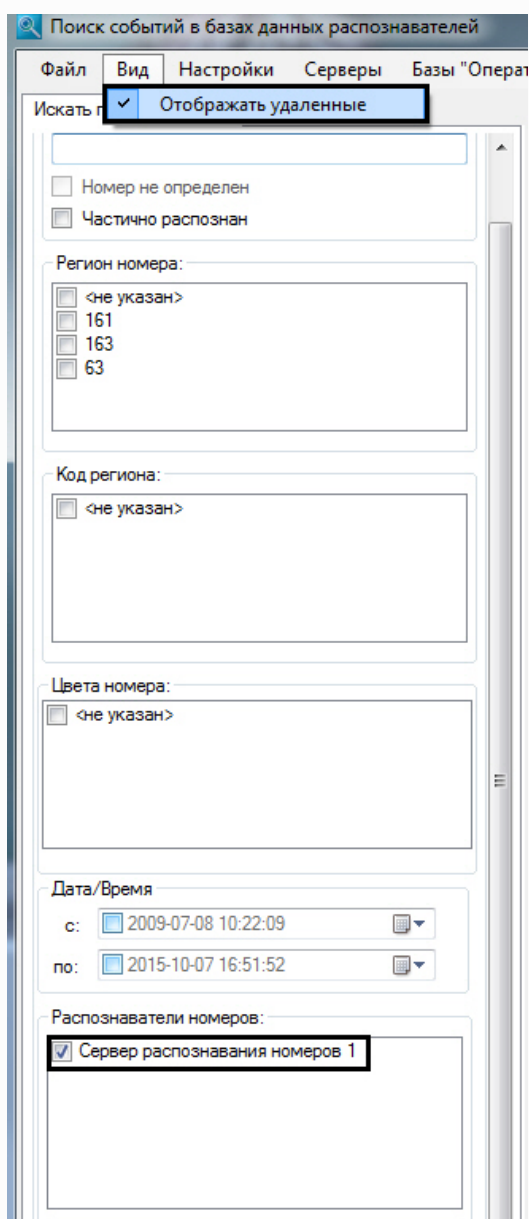 Поиск событий в базах данных распознавателей
Файл Вид Настройки Серверы Базы "Операт
Искать
Отображать удаленные
Номер не определен
Частично распознан
Регион номера:
<не указан>
161
163
63
Код региона:
<не указан>
Цвета номера:
<не указан>
Дата/Время
с: 2009-07-08 10:22:09
по: 2015-10-07 16:51:52
Распознаватели номеров:
Сервер распознавания номеров 1